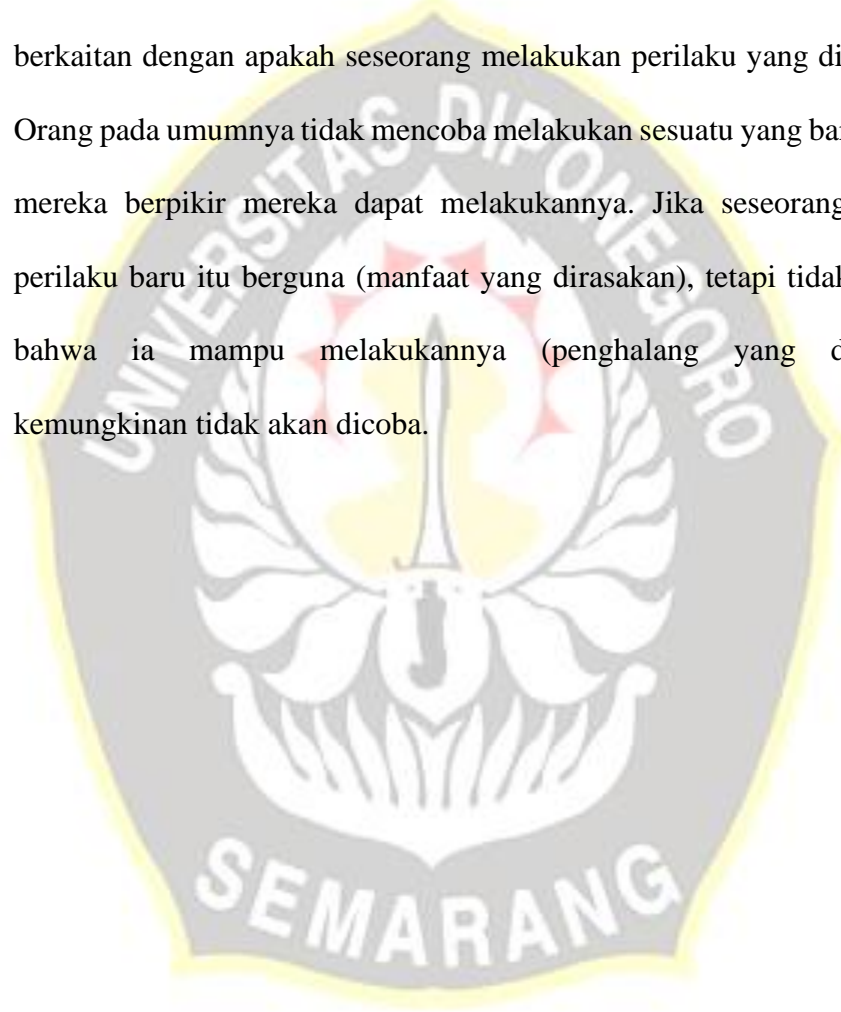 berkaitan dengan apakah seseorang melakukan perilaku yang di
Orang pada umumnya tidak mencoba melakukan sesuatu yang
mereka berpikir mereka dapat melakukannya. Jika seseorang
perilaku baru itu berguna (manfaat yang dirasakan), tetapi tidak
bahwa ia mampu melakukannya (penghalang yang d
kemungkinan tidak akan dicoba.
UNIVERSITAS DIPONEGORO
SEMARANG